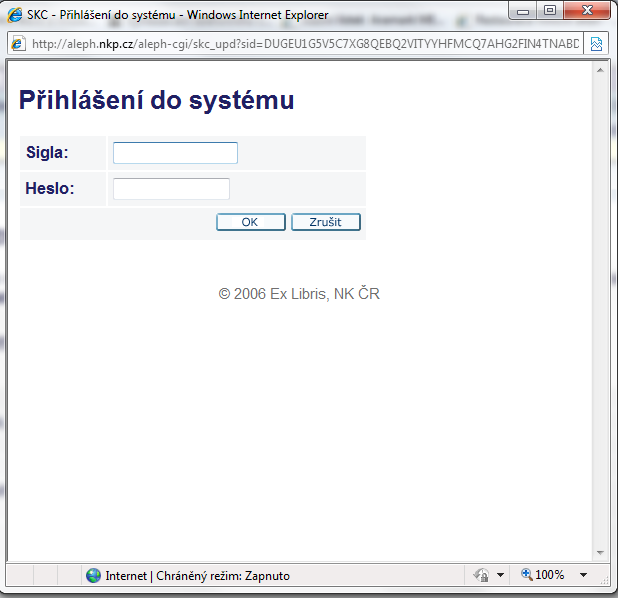 SKC - Přihlášení do systému - Windows Internet Explorer
http://aleph.nkp.cz/aleph-cgi/skc_upd?sid=DUGEU1G5V5C7XG8QEBQ2VITYYHFMCQ7AHG2FIN4TNABD
Přihlášení do systému
Sigla:
Heslo:
OK Zrušit
© 2006 Ex Libris, NK ČR
Internet | Chráněný režim: Zapnuto 100%